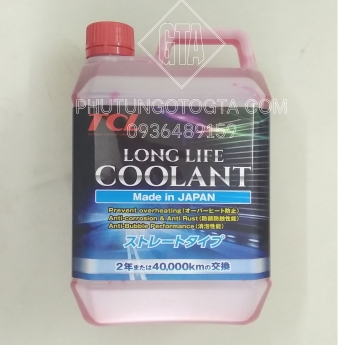 GTA
PHUTUNGOTOGTA.COM
0936489159
TCL
LONG LIFE
COOLANT
Made in JAPAN
Prevent overheating (オーバーヒート防止)
Anti-corrosion & Anti Rust (防錆防蝕性能)
Anti-Bubble Performance (消泡性能)
ストレートタイプ
2年または40,000kmの交換